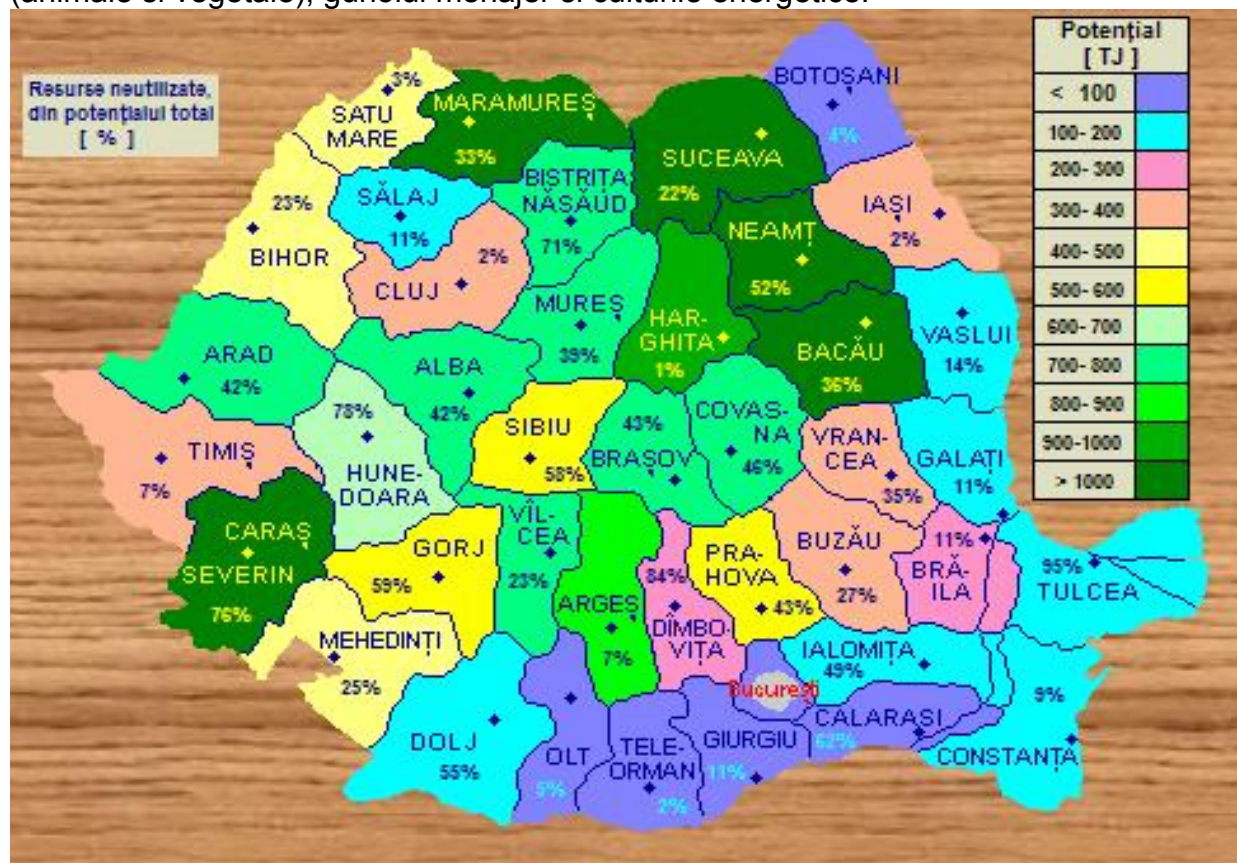 (animale si vegetale), gunoiul menajer si culturile energetice.
Potențial
[ TJ ]
< 100
100- 200
200- 300
300- 400
400- 500
500- 600
600- 700
700- 800
800- 900
900-1000
> 1000
Resurse neutilizate,
din potențialul total
[ % ]
3%
SATU
MARE
MARAMUREȘ
33%
BOTOȘANI
4%
SUCEAVA
22%
BISTRITA
NĂSĂUD
71%
SĂLAJ
11%
23%
BIHOR
IAȘI
2%
NEAMȚ
52%
2%
CLUJ
MUREȘ
39%
HAR-
GHITA
1%
BACĂU
36%
VASLUI
14%
ARAD
42%
ALBA
42%
78%
HUNE-
DOARA
SIBIU
58%
43%
BRAȘOV
COVAS-
NA
46%
VRAN-
CEA
35%
GALAȚI
11%
TIMIȘ
7%
CARAȘ
SEVERIN
76%
GORJ
59%
VÎL-
CEA
23%
ARGEȘ
7%
84%
DÎMBO-
VIȚA
PRA-
HOVA
43%
BUZĂU
27%
11%
BRĂ-
ILA
95%
TULCEA
MEHEDINȚI
25%
IALOMIȚA
49%
București
9%
CONSTANȚA
CALARASI
62%
DOLJ
55%
OLT
5%
TELE-
ORMAN
2%
GIURGIU
11%